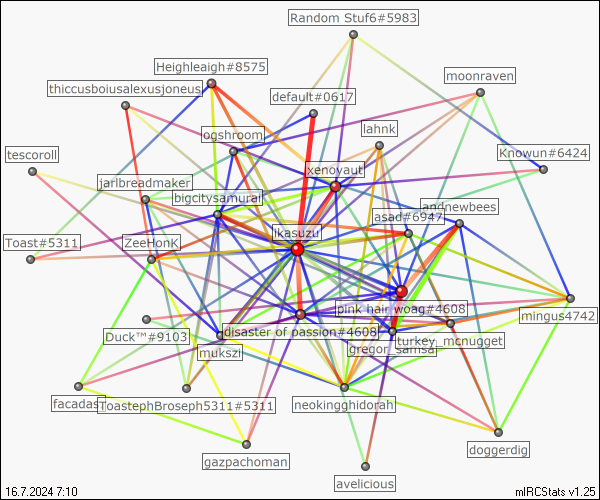 Random Stuf6#5983
Heighleaigh#8575
moonraven
thiccusboiusalexusjoneus
default#0617
lahnk
ogshroom
tescoroll
Knowun#6424
xenoyaut
jaribreadmaker
bigcitysamurai
andnewbees
asad#6947
ikasuzu
Toast#5311
ZeeHonK
pink hair woag#4608
mingus4742
disaster of passion#4608
Duck™#9103
turkey_mcnugget
gregor_samsa
mukszi
facadas
ToastephBroseph5311#5311
neokingghidorah
doggerdig
gazpachoman
avelicious
16.7.2024 7:10
mIRCStats v1.25